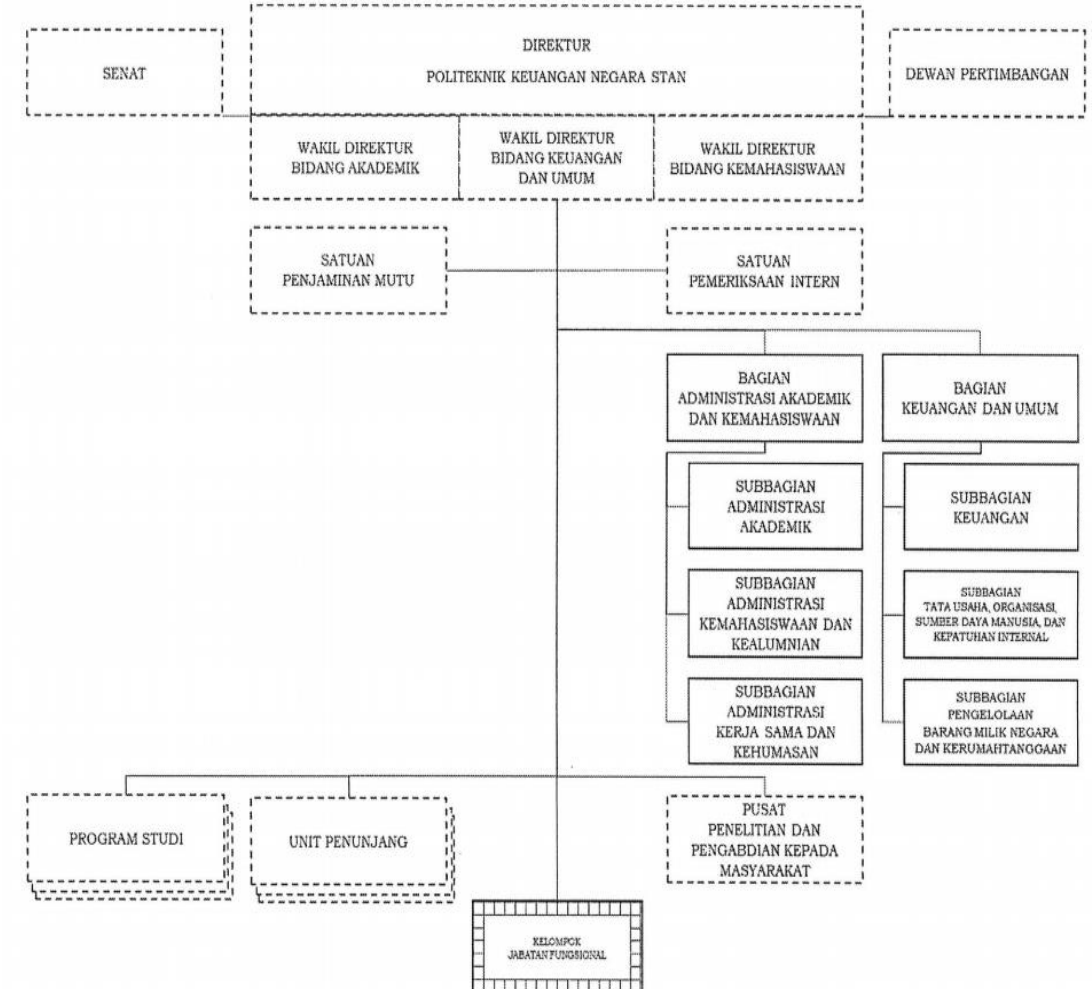 SENAT
DIREKTUR
POLITEKNIK KEUANGAN NEGARA STAN
DEWAN PERTIMBANGAN
WAKIL DIREKTUR
BIDANG AKADEMIK
WAKIL DIREKTUR
BIDANG KEUANGAN
DAN UMUM
WAKIL DIREKTUR
BIDANG KEMAHASISWAAN
SATUAN
PENJAMINAN MUTU
SATUAN
PEMERIKSAAN INTERN
BAGIAN
ADMINISTRASI AKADEMIK
DAN KEMAHASISWAAN
BAGIAN
KEUANGAN DAN UMUM
SUBBAGIAN
ADMINISTRASI
AKADEMIK
SUBBAGIAN
KEUANGAN
SUBBAGIAN
ADMINISTRASI
KEMAHASISWAAN DAN
KEALUMNIAN
SUBBAGIAN
TATA USAHA, ORGANISASI,
SUMBER DAYA MANUSIA, DAN
KEPATUHAN INTERNAL
SUBBAGIAN
ADMINISTRASI
KERJA SAMA DAN
KEHUMASAN
SUBBAGIAN
PENGELOLAAN
BARANG MILIK NEGARA
DAN KERUMAHTANGGAAN
PROGRAM STUDI
UNIT PENUNJANG
PUSAT
PENELITIAN DAN
PENGABDIAN KEPADA
MASYARAKAT
KELOMPOK
JABATAN FUNGSIONAL